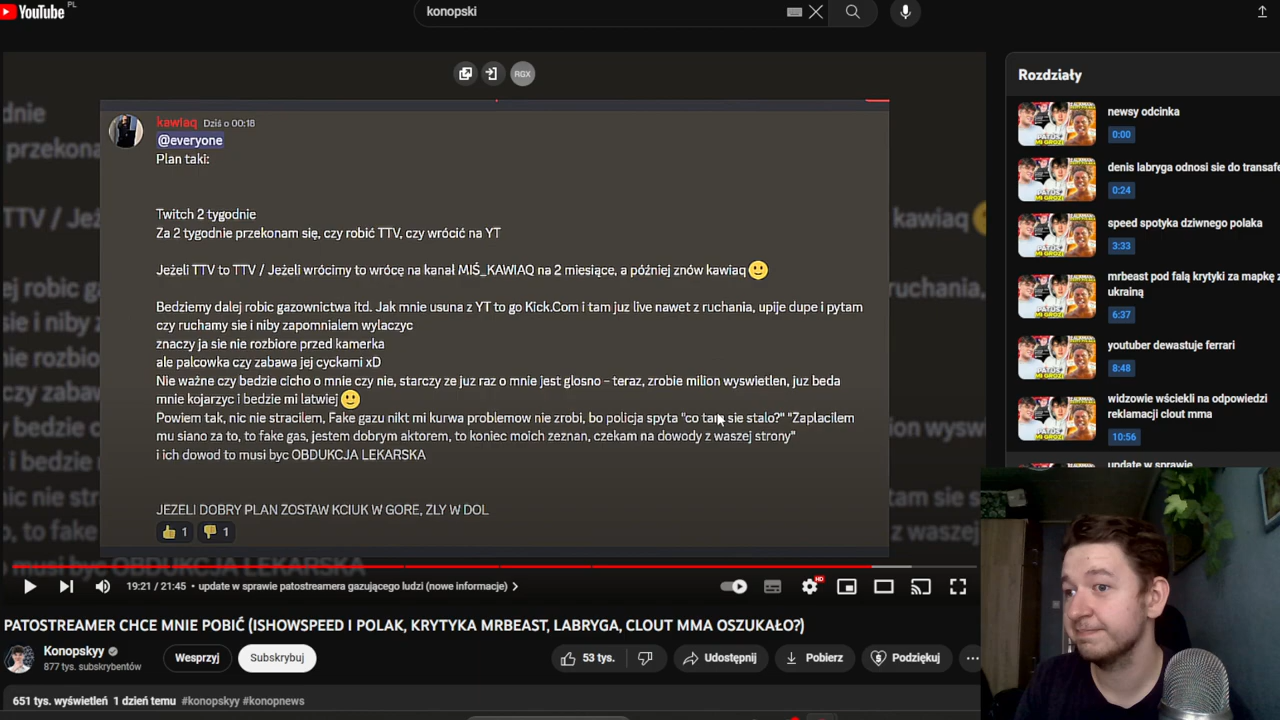 YouTube PL
konopski
RGX
kawiaq Dziś o 00:18
@everyone
Plan taki:
Twitch 2 tygodnie
Za 2 tygodnie przekonam się, czy robić TTV, czy wrócić na YT
Jeżeli TTV to TTV / Jeżeli wrócimy to wrócę na kanał MIŚ_KAWIAQ na 2 miesiące, a później znów kawiaq 🙂
Bedziemy dalej robic gazownictwa itd. Jak mnie usuna z YT to go Kick.Com i tam juz live nawet z ruchania, upije dupe i pytam
czy ruchamy sie i niby zapomnialem wylaczyc
znaczy ja sie nie rozbiore przed kamerka
ale palcowka czy zabawa jej cyckami xD
Nie ważne czy bedzie cicho o mnie czy nie, starczy ze juz raz o mnie jest glosno - teraz, zrobie milion wyswietlen, juz beda
mnie kojarzyc i bedzie mi latwiej 🙂
Powiem tak, nic nie stracilem, Fake gaz nikt mi kurwa problemow nie zrobi, bo policja spyta "co tam sie stalo?" "Zaplacilem
mu siano za to, to fake gas, jestem dobrym aktorem, to koniec moich zeznan, czekam na dowody z waszej strony"
i ich dowod to musi byc OBDUKCJA LEKARSKA
JEZELI DOBRY PLAN ZOSTAW KCIUK W GORE, ZLY W DOL
👍 1 👎 1
19:21 / 21:45 • update w sprawie patostreamera gazującego ludzi (nowe informacje) >
HD
PATOSTREAMER CHCE MNIE POBIĆ (ISHOWSPEED I POLAK, KRYTYKA MRBEAST, LABRYGA, CLOUT MMA OSZUKAŁO?)
Konopskyy
877 tys. subskrybentów
Wesprzyj
Subskrybuj
53 tys.
Udostępnij
Pobierz
Podziękuj
651 tys. wyświetleń 1 dzień temu #konopskyy #konopnews
Rozdziały
newsy odcinka
0:00
denis labryga odnosi sie do transfe
0:24
speed spotyka dziwnego polaka
3:33
mrbeast pod falą krytyki za mapkę z
ukrainą
6:37
youtuber dewastuje ferrari
8:48
widzowie wściekli na odpowiedzi
reklamacji clout mma
10:56
update w sprawie